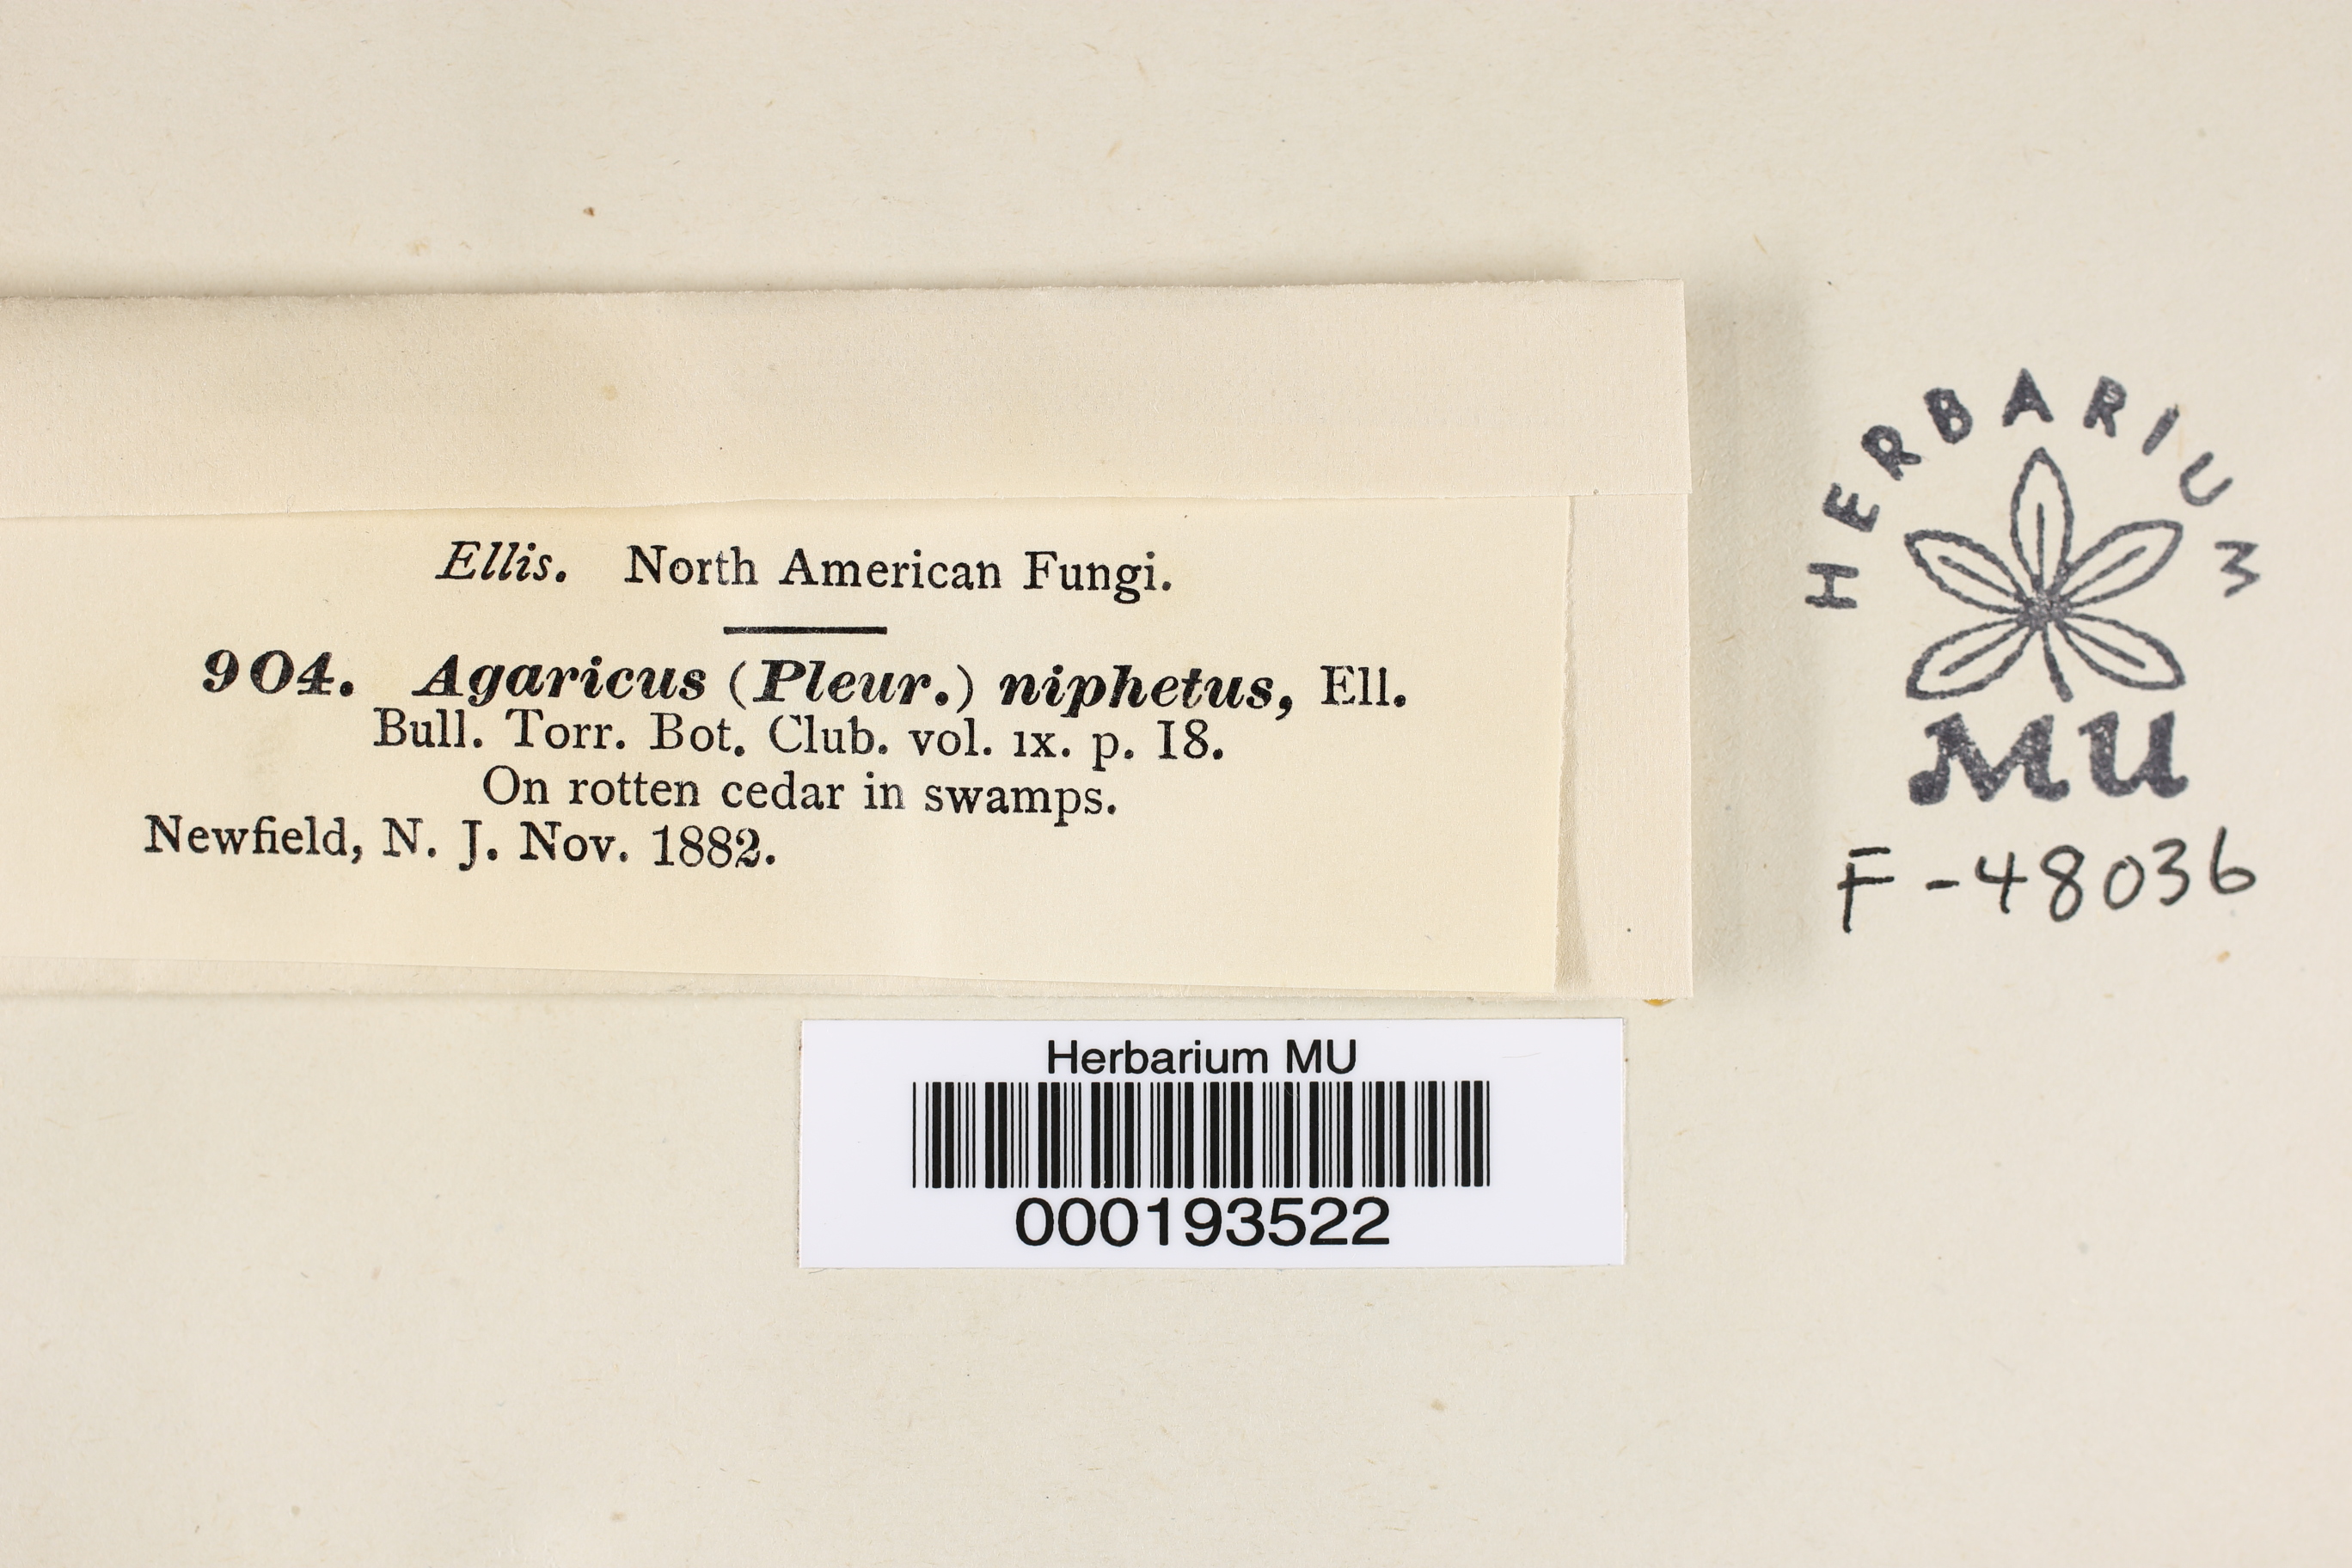 Ellis. North American Fungi.
904. Agaricus (Pleur.) niphetus, Ell.
Bull. Torr. Bot. Club. vol. IX. p. 18.
On rotten cedar in swamps.
Newfield, N. J. Nov. 1882.
HERBARIUM
MU
F-48036
Herbarium MU
000193522